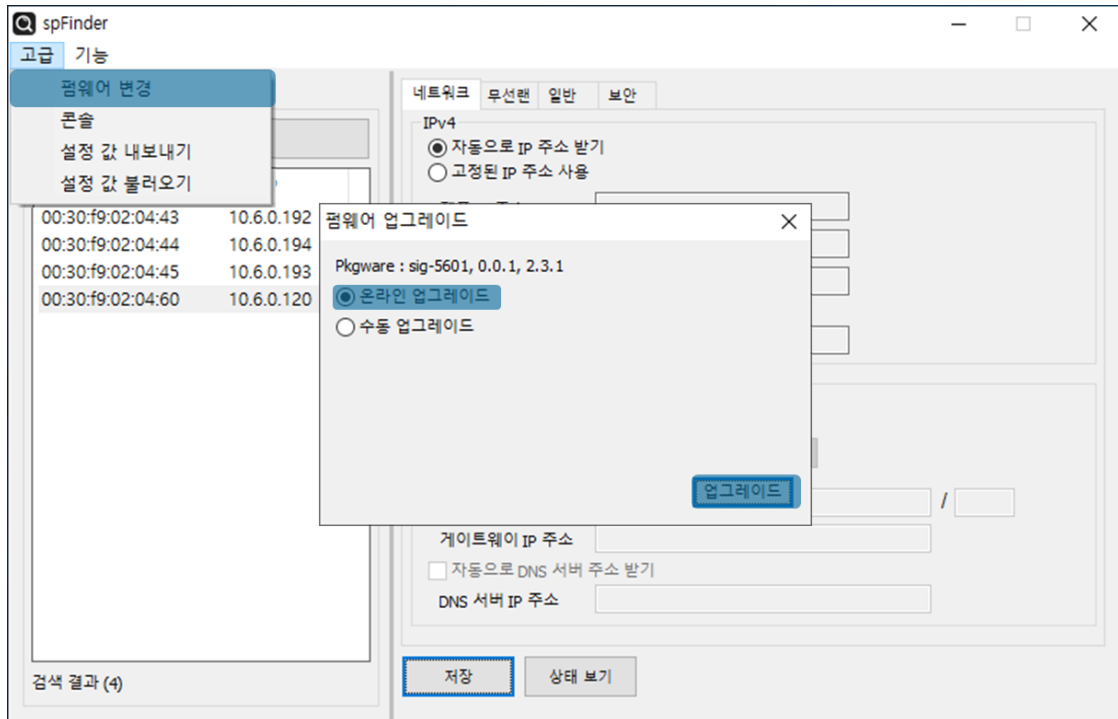 spFinder
고급 기능
펌웨어 변경
콘솔
설정 값 내보내기
설정 값 불러오기
00:30:f9:02:04:43 10.6.0.192
00:30:f9:02:04:44 10.6.0.194
00:30:f9:02:04:45 10.6.0.193
00:30:f9:02:04:60 10.6.0.120
검색 결과 (4)
네트워크 무선랜 일반 보안
IPv4
자동으로 IP 주소 받기
고정된 IP 주소 사용
펌웨어 업그레이드
Pkgware : sig-5601, 0.0.1, 2.3.1
온라인 업그레이드
수동 업그레이드
업그레이드
/
게이트웨이 IP 주소
자동으로 DNS 서버 주소 받기
DNS 서버 IP 주소
저장 상태 보기